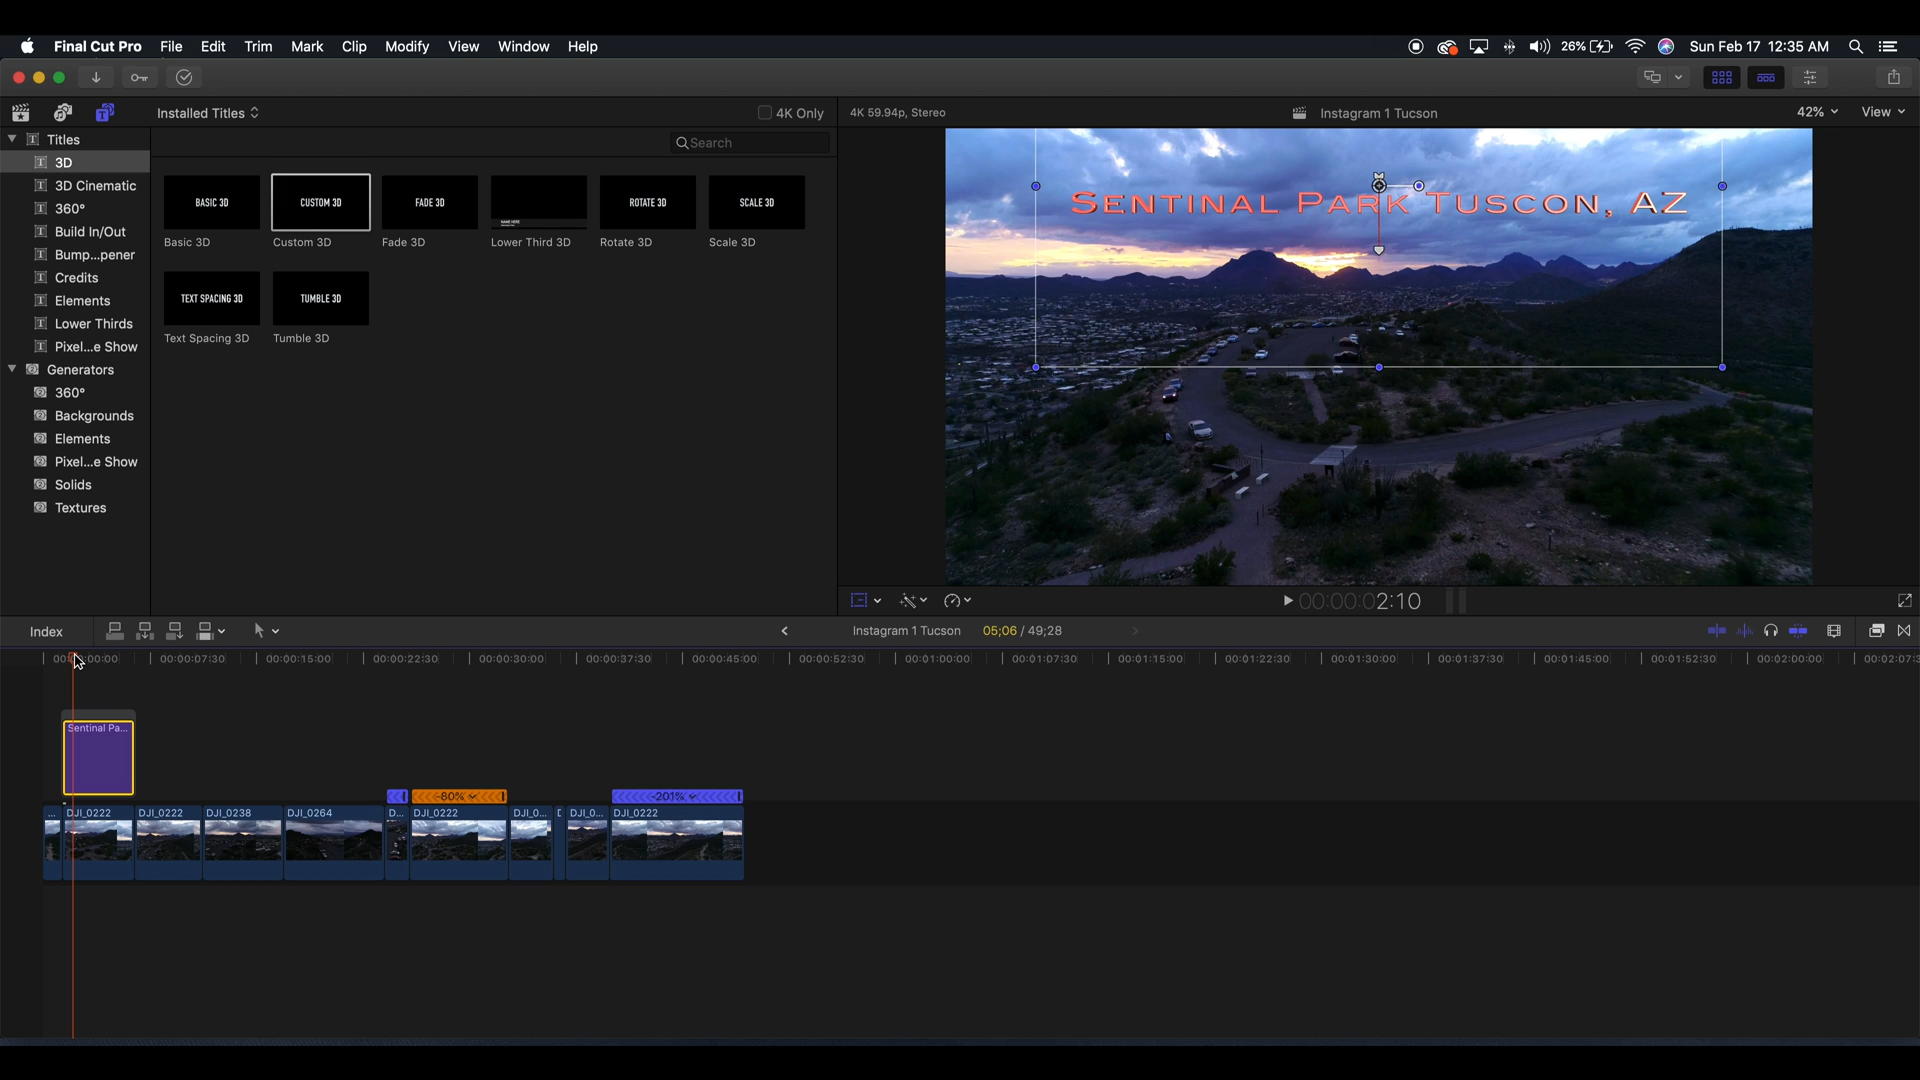 Final Cut Pro File Edit Trim Mark Clip Modify View Window Help 26% Sun Feb 17 12:35 AM
Installed Titles 4K Only 4K 59.94p, Stereo Instagram 1 Tucson 42% View
Titles
Search
3D
3D Cinematic
360°
Build In/Out
Bump...pener
Credits
Elements
Lower Thirds
Pixel...e Show
Generators
360°
Backgrounds
Elements
Pixel...e Show
Solids
Textures
BASIC 3D CUSTOM 3D FADE 3D NAME HERE ROTATE 3D SCALE 3D
Basic 3D Custom 3D Fade 3D Lower Third 3D Rotate 3D Scale 3D
TEXT SPACING 3D TUMBLE 3D
Text Spacing 3D Tumble 3D
SENTINAL PARK TUSCON, AZ
00:00:02:10
Index Instagram 1 Tucson 05;06 / 49;28
00:00:07:30 00:00:15:00 00:00:22:30 00:00:30:00 00:00:37:30 00:00:45:00 00:00:52:30 00:01:00:00 00:01:07:30 00:01:15:00 00:01:22:30 00:01:30:00 00:01:37:30 00:01:45:00 00:01:52:30 00:02:00:00 00:02:07:3
Sentinal Pa...
-80% -201%
... DJI_0222 DJI_0222 DJI_0238 DJI_0264 D... DJI_0222 DJI_0... DJI_0... DJI_0222